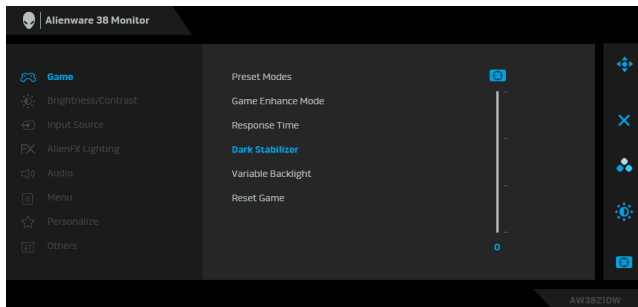 Alienware 38 Monitor
Game
Brightness/Contrast
Input Source
FX AlienFX Lighting
Audio
Menu
Personalize
Others
Preset Modes
Game Enhance Mode
Response Time
Dark Stabilizer
Variable Backlight
Reset Game
0
AW3821DW